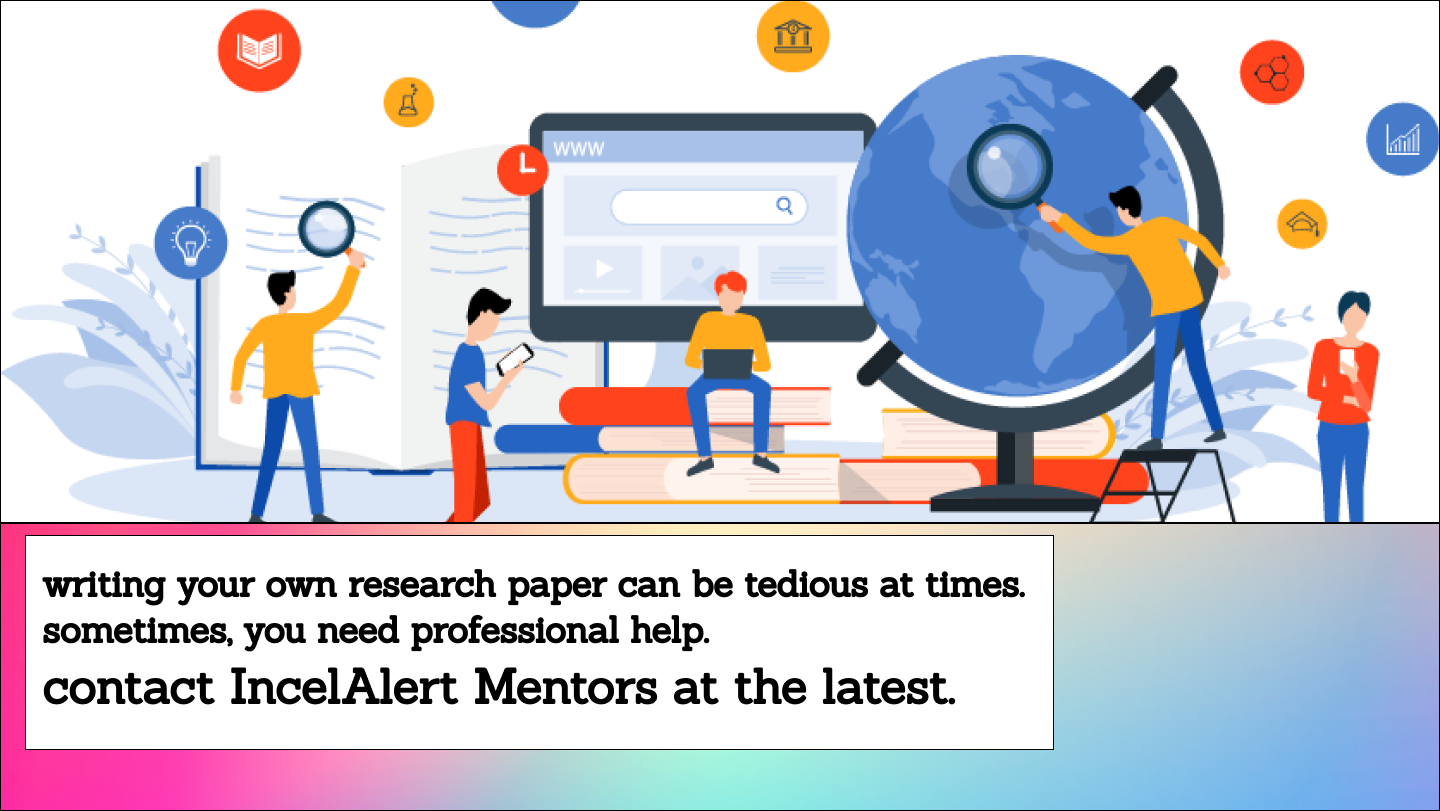 WWW
writing your own research paper can be tedious at times.
sometimes, you need professional help.
contact IncelAlert Mentors at the latest.